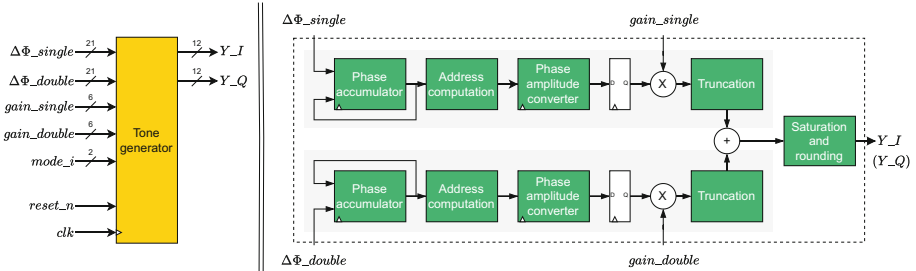 ΔΦ_single
21
ΔΦ_double
21
gain_single
6
gain_double
6
mode_i
2
reset_n
clk
Tone
generator
12
Y_I
12
Y_Q
ΔΦ_single
gain_single
Phase
accumulator
Address
computation
Phase
amplitude
converter
X
Truncation
+
Saturation
and
rounding
Y_I
(Y_Q)
Phase
accumulator
Address
computation
Phase
amplitude
converter
X
Truncation
ΔΦ_double
gain_double